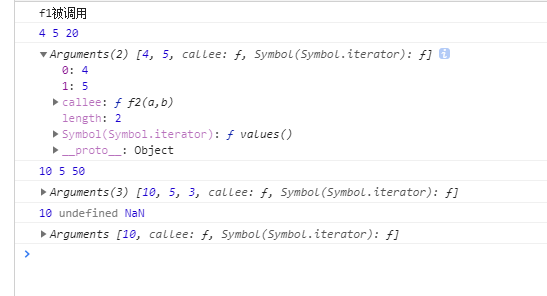 f1被调用
4 5 20
Arguments(2) [4, 5, callee: ƒ, Symbol(Symbol.iterator): ƒ] i
0: 4
1: 5
callee: ƒ f2(a,b)
length: 2
Symbol(Symbol.iterator): ƒ values()
__proto__: Object
10 5 50
Arguments(3) [10, 5, 3, callee: ƒ, Symbol(Symbol.iterator): ƒ]
10 undefined NaN
Arguments [10, callee: ƒ, Symbol(Symbol.iterator): ƒ]